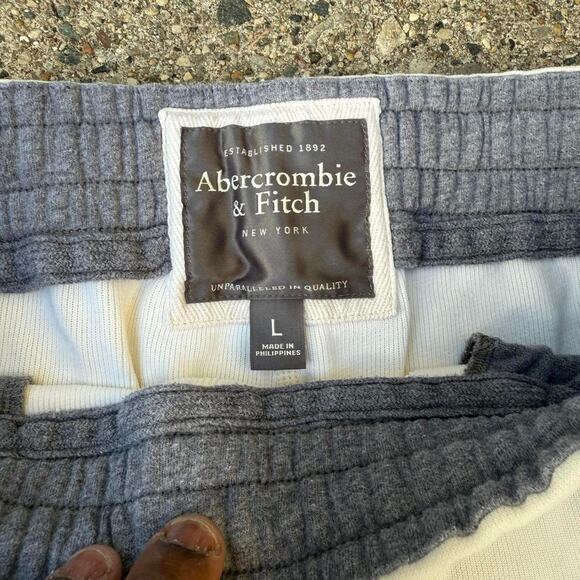 ESTABLISHED 1892
Abercrombie
& Fitch
NEW YORK
UNPARALLELED IN QUALITY
L
MADE IN
PHILIPPINES